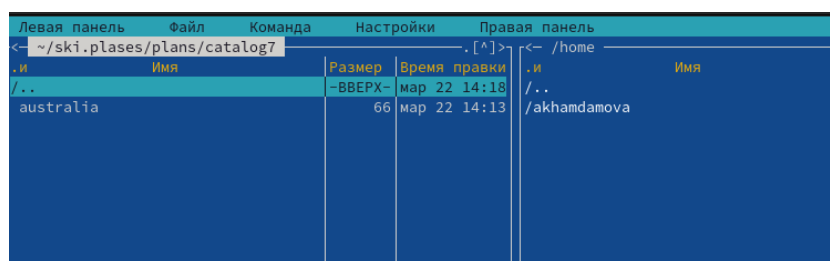 Левая панель Файл Команда Настройки Правая панель
<— ~/ski.plases/plans/catalog7 .[^]> <— /home
.и Имя Размер Время правки .и Имя
/.. -ВВЕРХ- мар 22 14:18 /..
australia 66 мар 22 14:13 /akhamdamova